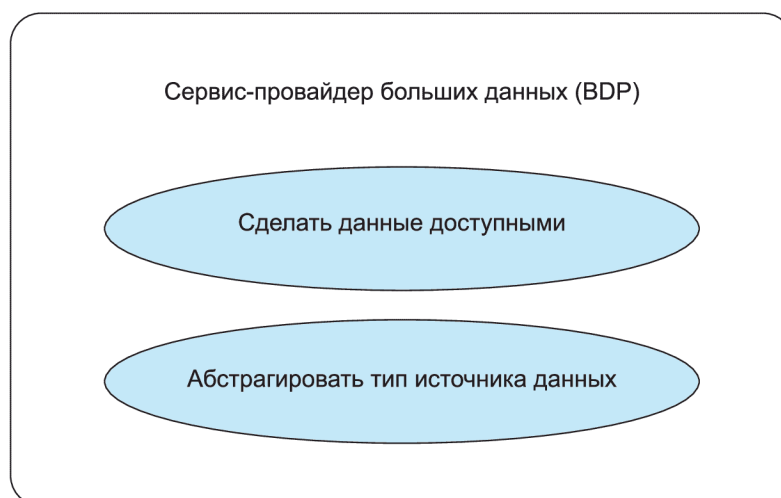 Сервис-провайдер больших данных (BDP)
Сделать данные доступными
Абстрагировать тип источника данных